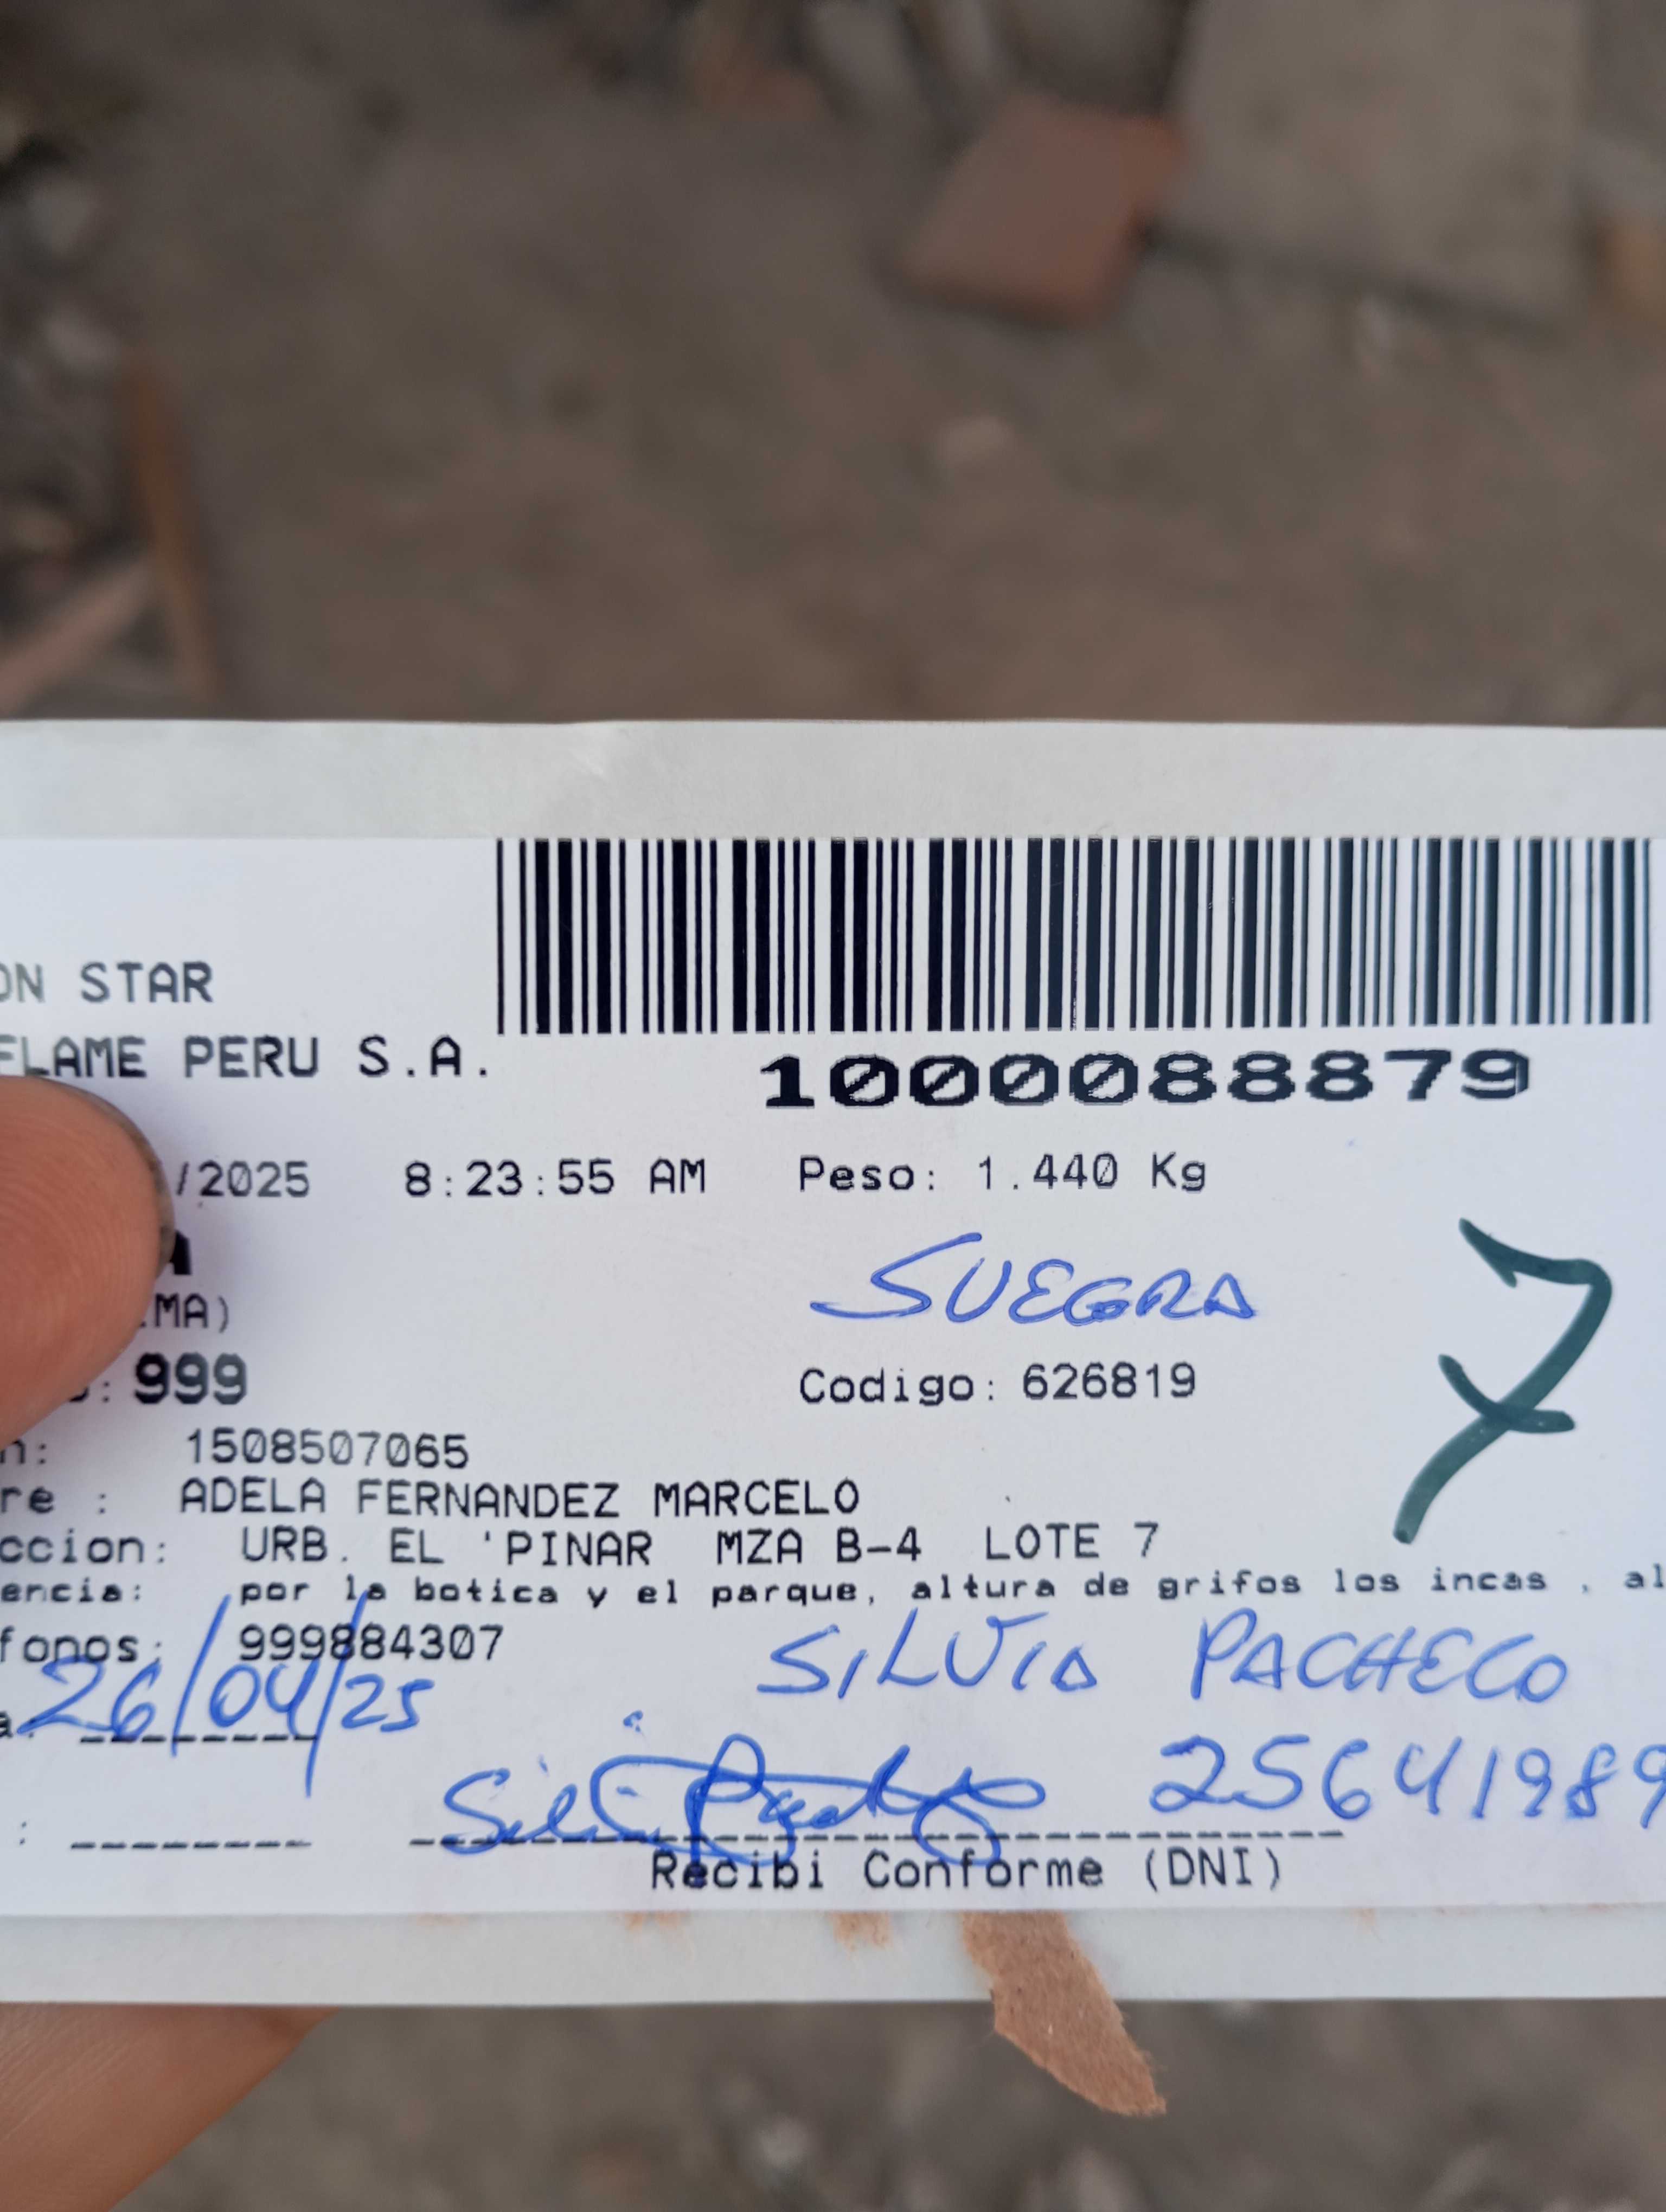 ON STAR
FLAME PERU S.A.
1000088879
/2025 8:23:55 AM Peso: 1.440 Kg
A
SUEGRA
MA)
: 999 Codigo: 626819
7
n: 1508507065
re : ADELA FERNANDEZ MARCELO
ccion: URB. EL 'PINAR MZA B-4 LOTE 7
encia: por la botica y el parque, altura de grifos los incas , al
fonos: 999884307
SILVIA PACHECO
a: 26/04/25
25641989
Recibi Conforme (DNI)